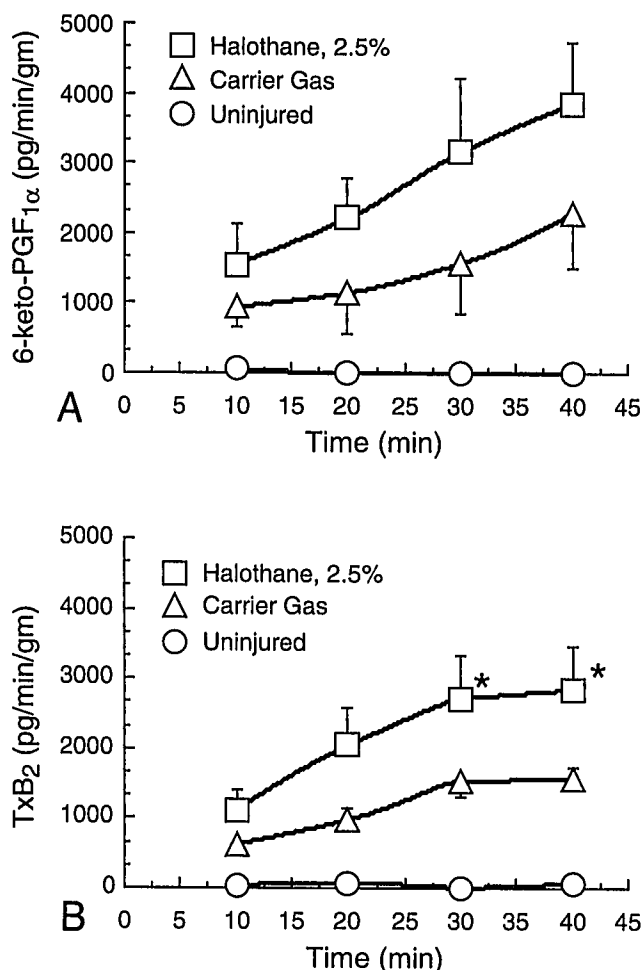 5000
4000
3000
2000
1000
0
6-keto-PGF1α (pg/min/gm)
Halothane, 2.5%
Carrier Gas
Uninjured
A
0 5 10 15 20 25 30 35 40 45
Time (min)
5000
4000
3000
2000
1000
0
TxB2 (pg/min/gm)
Halothane, 2.5%
Carrier Gas
Uninjured
*
*
B
0 5 10 15 20 25 30 35 40 45
Time (min)